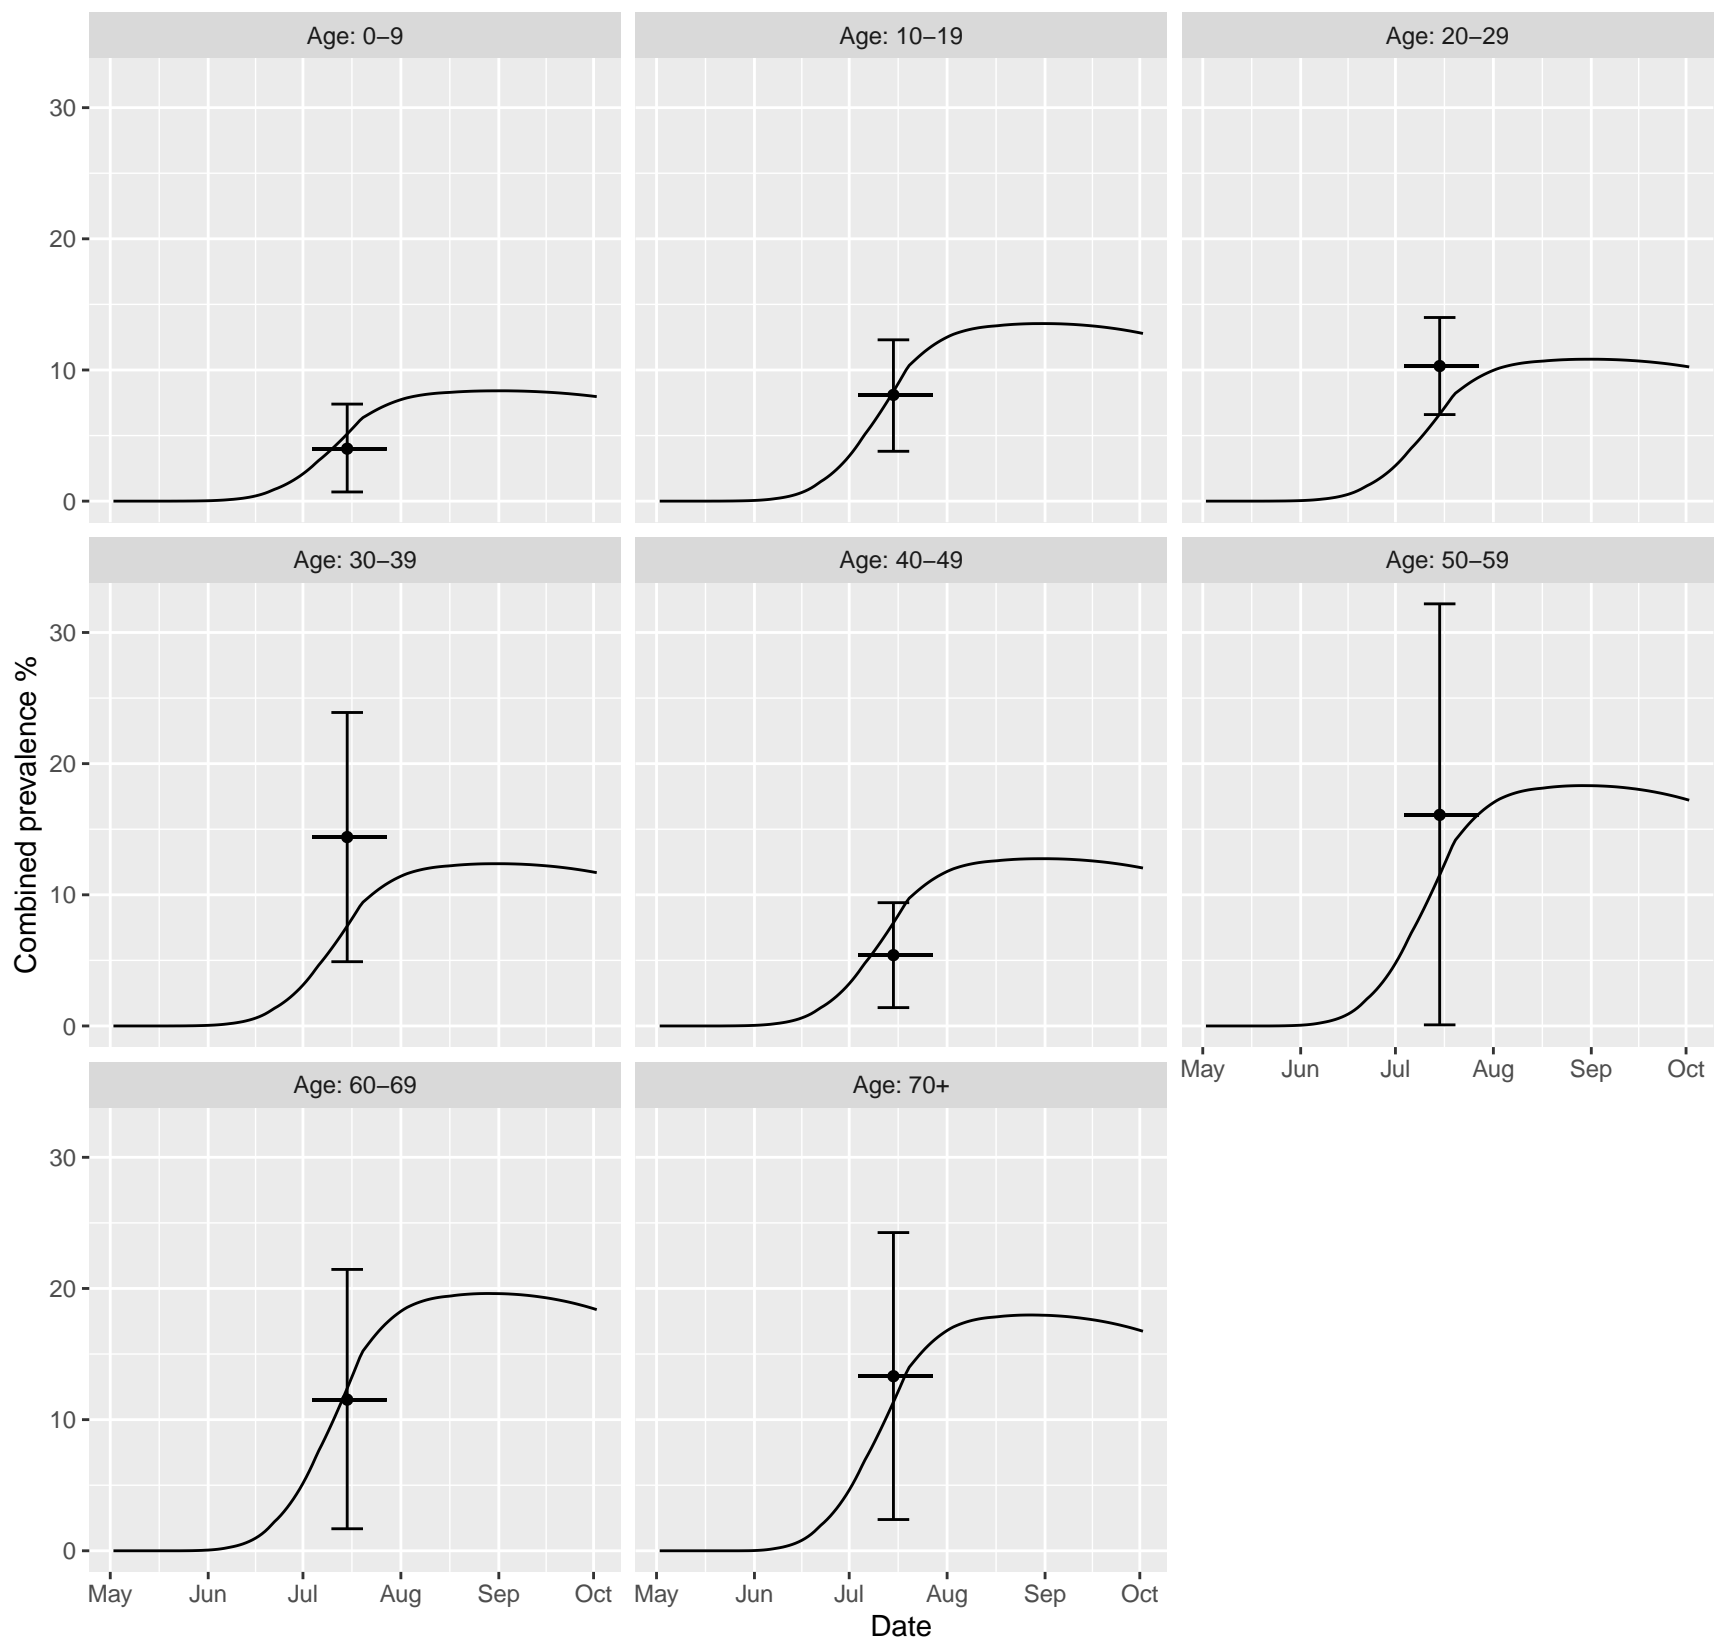 Age: 0–9
Age: 10–19
Age: 20–29
30
20
10
0
Age: 30–39
Age: 40–49
Age: 50–59
30
20
10
0
May Jun Jul Aug Sep Oct
Age: 60–69
Age: 70+
30
20
10
0
May Jun Jul Aug Sep Oct
May Jun Jul Aug Sep Oct
Date
Combined prevalence %